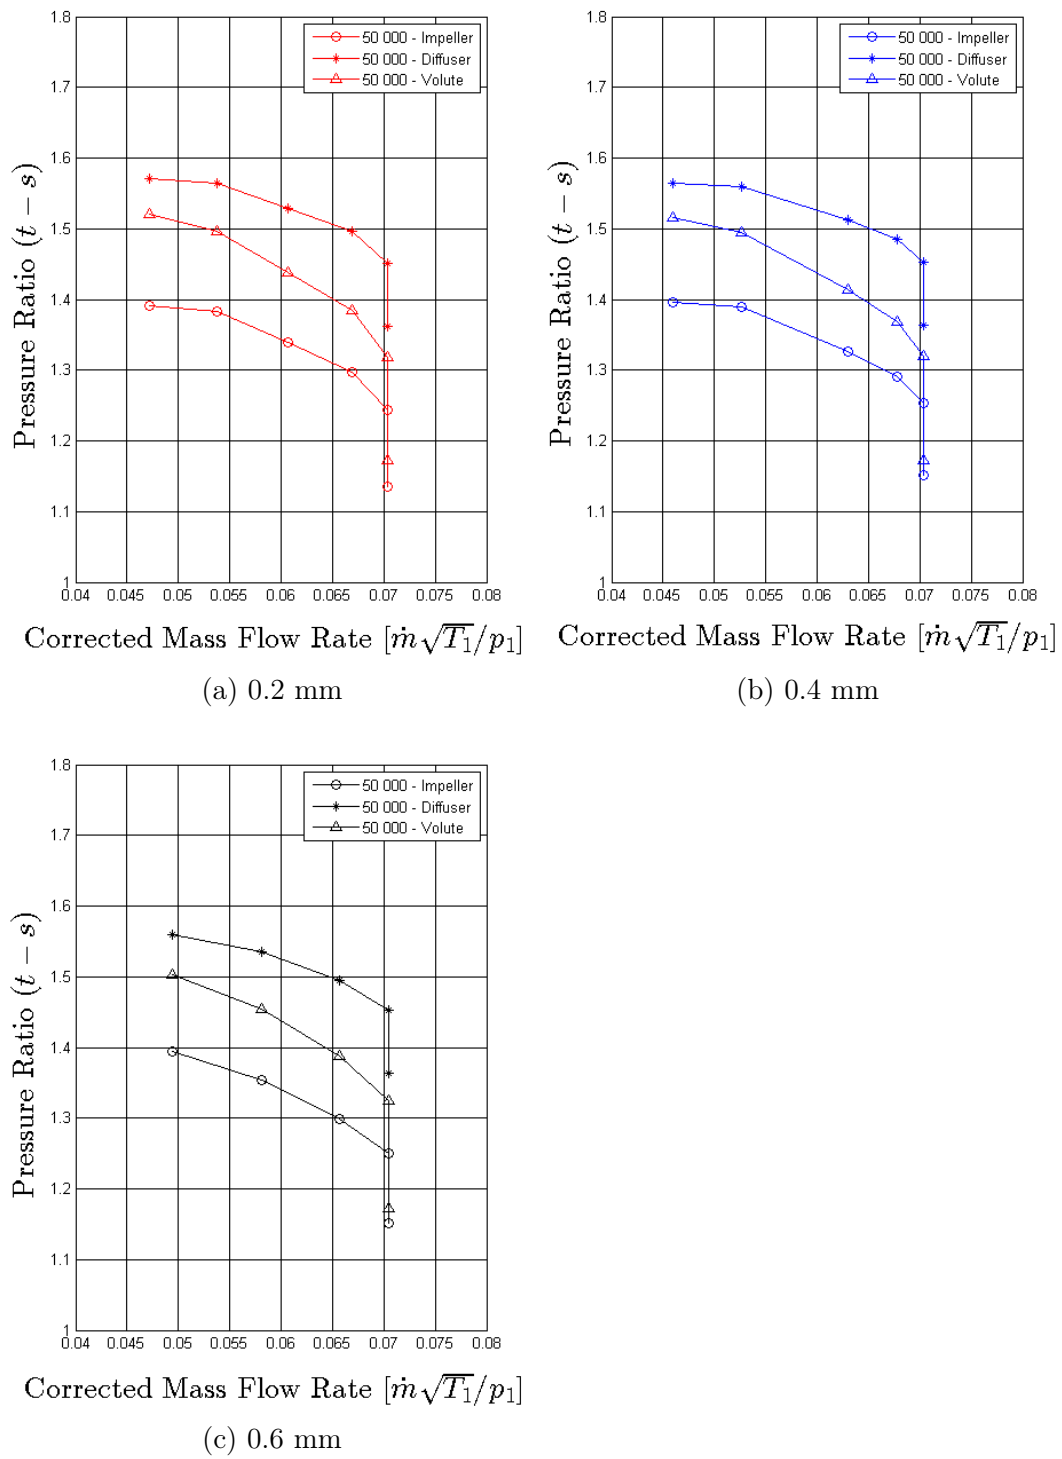 1.8
1.7
1.6
1.5
1.4
1.3
1.2
1.1
1
Pressure Ratio (t − s)
50 000 - Impeller
50 000 - Diffuser
50 000 - Volute
0.04 0.045 0.05 0.055 0.06 0.065 0.07 0.075 0.08
Corrected Mass Flow Rate [ṁ√T₁/p₁]
(a) 0.2 mm
1.8
1.7
1.6
1.5
1.4
1.3
1.2
1.1
1
Pressure Ratio (t − s)
50 000 - Impeller
50 000 - Diffuser
50 000 - Volute
0.04 0.045 0.05 0.055 0.06 0.065 0.07 0.075 0.08
Corrected Mass Flow Rate [ṁ√T₁/p₁]
(b) 0.4 mm
1.8
1.7
1.6
1.5
1.4
1.3
1.2
1.1
1
Pressure Ratio (t − s)
50 000 - Impeller
50 000 - Diffuser
50 000 - Volute
0.04 0.045 0.05 0.055 0.06 0.065 0.07 0.075 0.08
Corrected Mass Flow Rate [ṁ√T₁/p₁]
(c) 0.6 mm